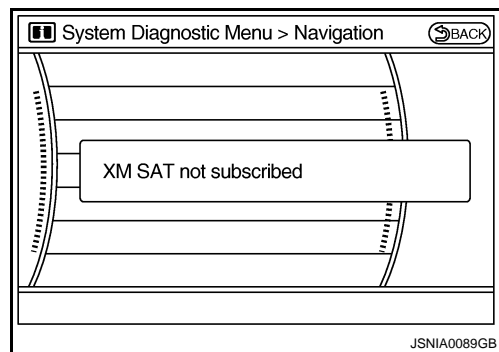 System Diagnostic Menu > Navigation
BACK
XM SAT not subscribed
JSNIA0089GB